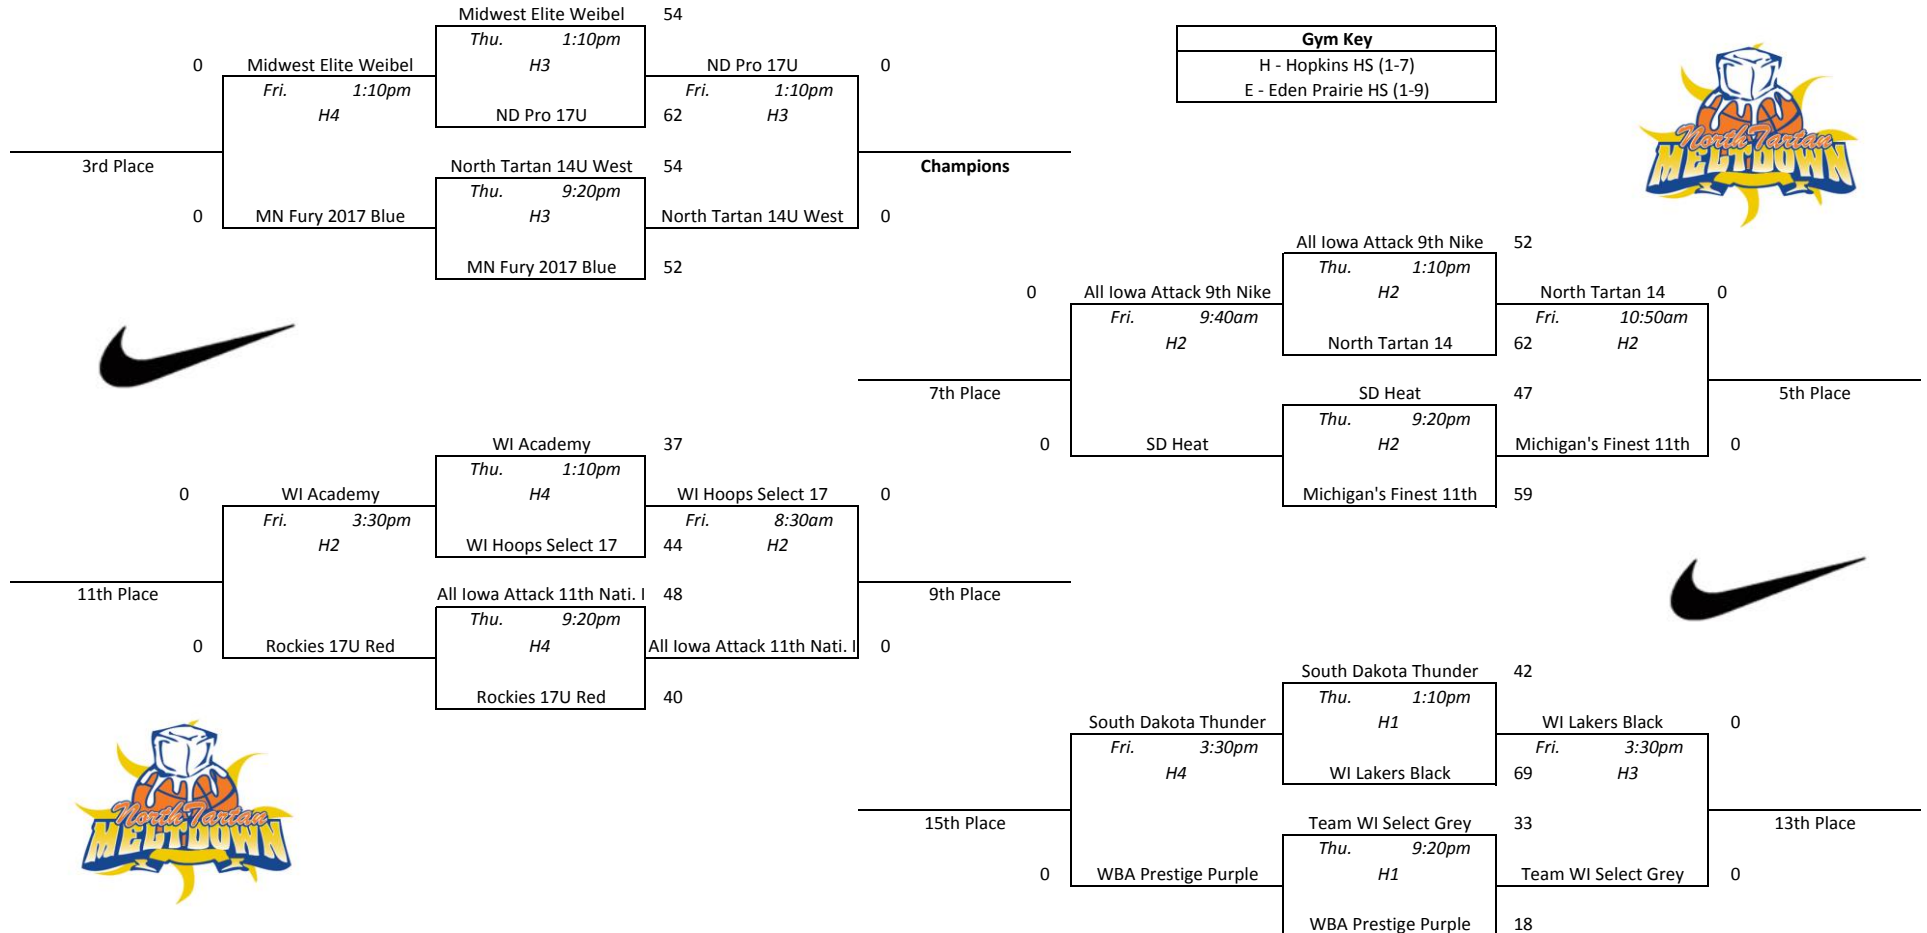 Midwest Elite Weibel 54
Thu. 1:10pm
Gym Key
0 Midwest Elite Weibel H3 ND Pro 17U 0
H - Hopkins HS (1-7)
Fri. 1:10pm Fri. 1:10pm
E - Eden Prairie HS (1-9)
H4 ND Pro 17U 62 H3
North Tartan
MELTDOWN
3rd Place North Tartan 14U West 54 Champions
Thu. 9:20pm
0 MN Fury 2017 Blue H3 North Tartan 14U West 0
All Iowa Attack 9th Nike 52
MN Fury 2017 Blue 52 Thu. 1:10pm
0 All Iowa Attack 9th Nike H2 North Tartan 14 0
Fri. 9:40am Fri. 10:50am
H2 North Tartan 14 62 H2
7th Place SD Heat 47 5th Place
Thu. 9:20pm
WI Academy 37 0 SD Heat H2 Michigan's Finest 11th 0
Thu. 1:10pm
0 WI Academy H4 WI Hoops Select 17 0 Michigan's Finest 11th 59
Fri. 3:30pm Fri. 8:30am
H2 WI Hoops Select 17 44 H2
11th Place All Iowa Attack 11th Nati. I 48 9th Place
Thu. 9:20pm
0 Rockies 17U Red H4 All Iowa Attack 11th Nati. I 0
South Dakota Thunder 42
Rockies 17U Red 40 Thu. 1:10pm
South Dakota Thunder H1 WI Lakers Black 0
Fri. 3:30pm Fri. 3:30pm
H4 WI Lakers Black 69 H3
North Tartan
MELTDOWN
15th Place Team WI Select Grey 33 13th Place
Thu. 9:20pm
0 WBA Prestige Purple H1 Team WI Select Grey 0
WBA Prestige Purple 18